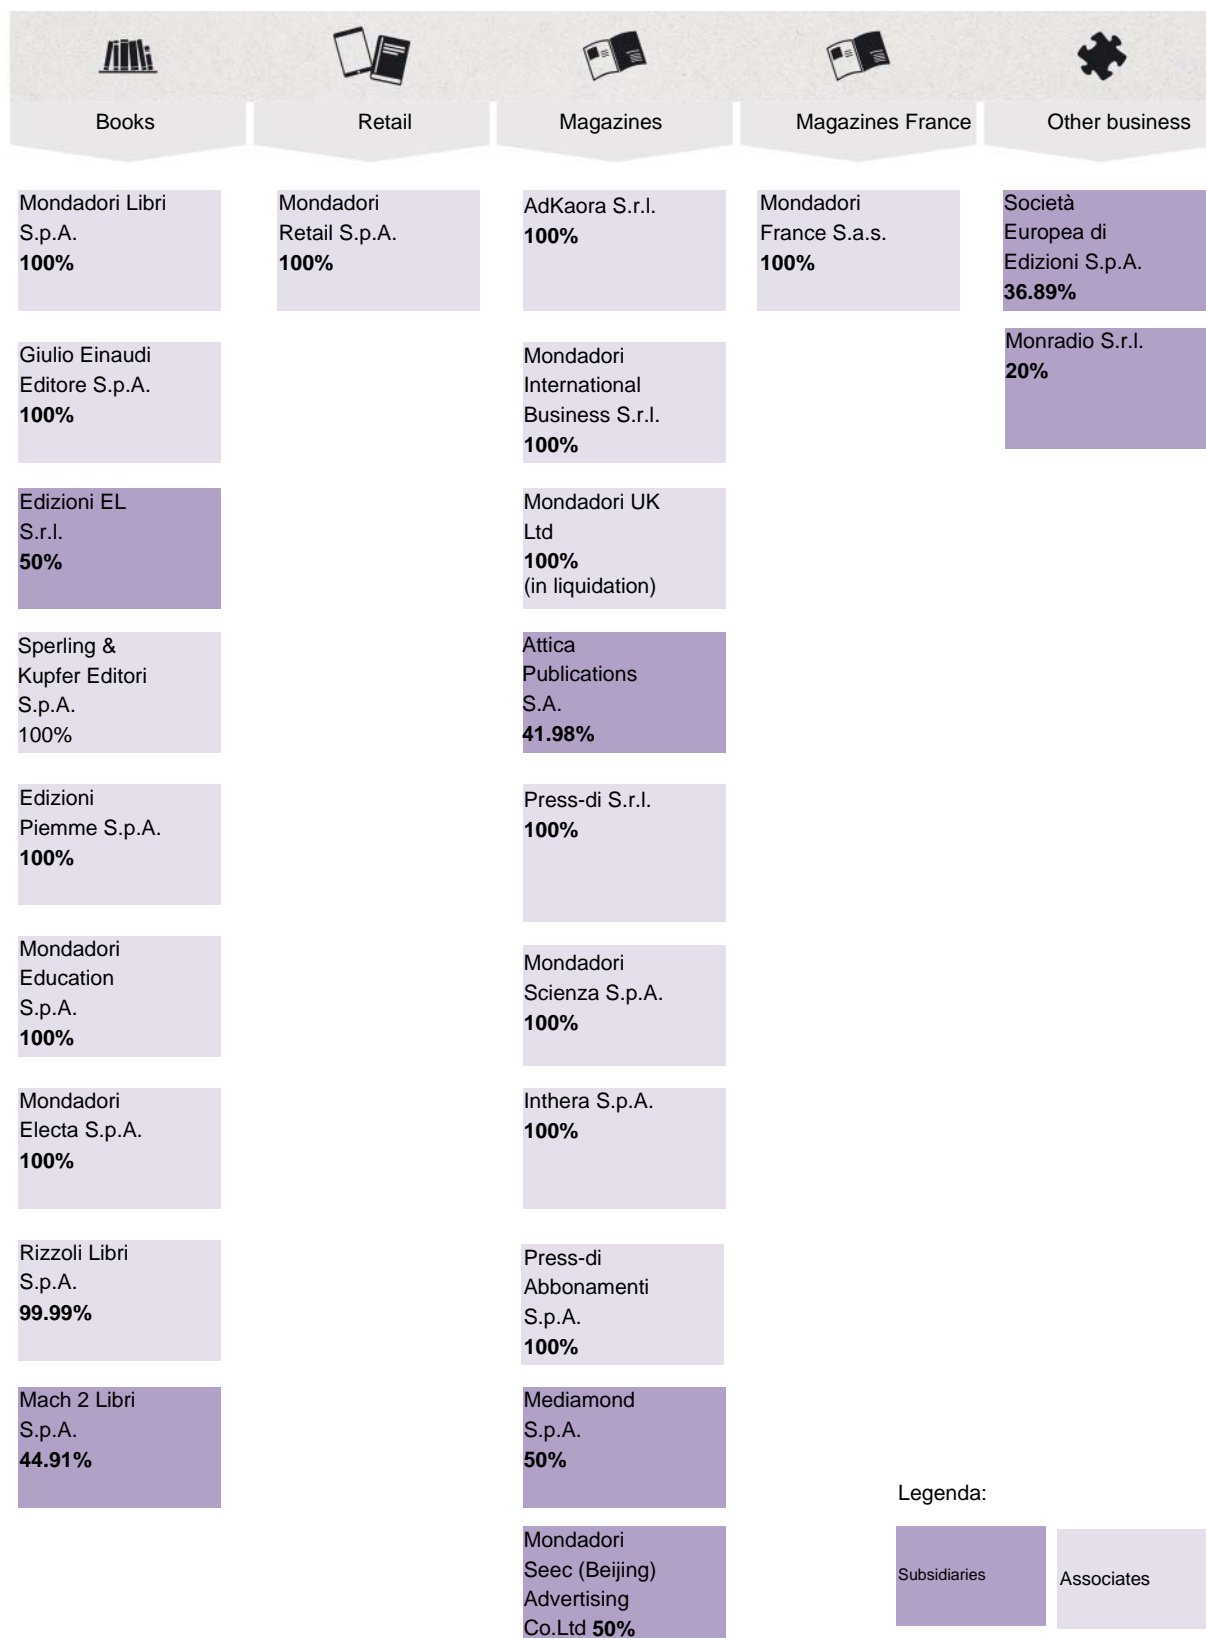 Books
Retail
Magazines
Magazines France
Other business
Mondadori Libri
S.p.A.
100%
Giulio Einaudi
Editore S.p.A.
100%
Edizioni EL
S.r.l.
50%
Sperling &
Kupfer Editori
S.p.A.
100%
Edizioni
Piemme S.p.A.
100%
Mondadori
Education
S.p.A.
100%
Mondadori
Electa S.p.A.
100%
Rizzoli Libri
S.p.A.
99.99%
Mach 2 Libri
S.p.A.
44.91%
Mondadori
Retail S.p.A.
100%
AdKaora S.r.l.
100%
Mondadori
International
Business S.r.l.
100%
Mondadori UK
Ltd
100%
(in liquidation)
Attica
Publications
S.A.
41.98%
Press-di S.r.l.
100%
Mondadori
Scienza S.p.A.
100%
Inthera S.p.A.
100%
Press-di
Abbonamenti
S.p.A.
100%
Mediamond
S.p.A.
50%
Mondadori
Seec (Beijing)
Advertising
Co.Ltd 50%
Mondadori
France S.a.s.
100%
Società
Europea di
Edizioni S.p.A.
36.89%
Monradio S.r.l.
20%
Legenda:
Subsidiaries
Associates